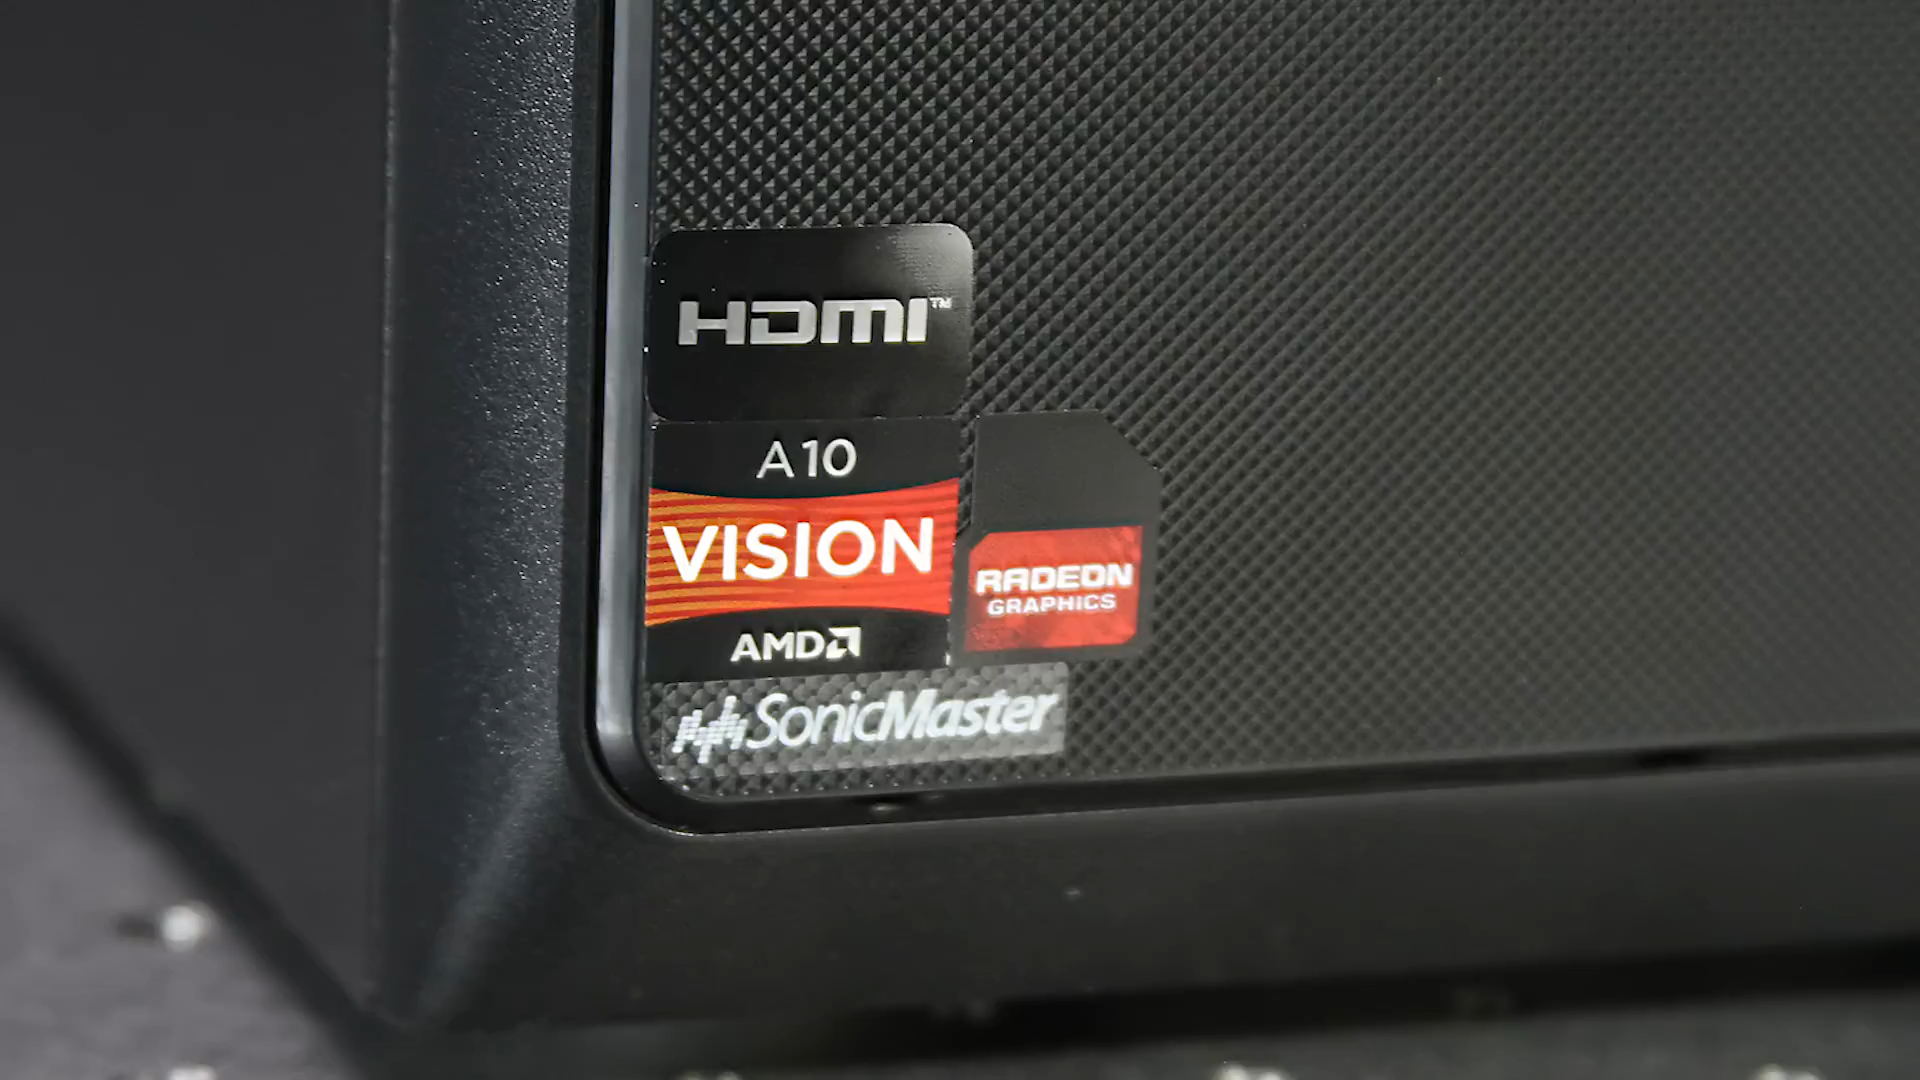 HDMI™
A10
VISION
AMD
RADEON
GRAPHICS
SonicMaster